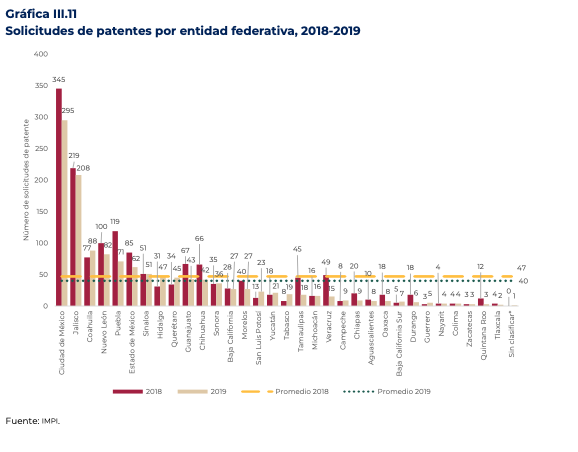 Gráfica III.11
Solicitudes de patentes por entidad federativa, 2018-2019
Número de solicitudes de patente
400
350
300
250
200
150
100
50
0
345
295
219
208
77
88
100
82
119
71
85
62
51
51
31
47
34
45
67
43
66
42
35
36
28
27
40
27
13
23
18
21
8
19
45
18
16
16
49
15
8
9
20
9
10
8
18
8
5
7
18
6
3
5
4
4
4
4
3
3
12
3
4
2
0
1
47
40
Ciudad de México
Jalisco
Coahuila
Nuevo León
Puebla
Estado de México
Sinaloa
Hidalgo
Querétaro
Guanajuato
Chihuahua
Sonora
Baja California
Morelos
San Luis Potosí
Yucatán
Tabasco
Tamaulipas
Michoacán
Veracruz
Campeche
Chiapas
Aguascalientes
Oaxaca
Baja California Sur
Durango
Guerrero
Nayarit
Colima
Zacatecas
Quintana Roo
Tlaxcala
Sin clasificar*
2018
2019
Promedio 2018
Promedio 2019
Fuente: IMPI.